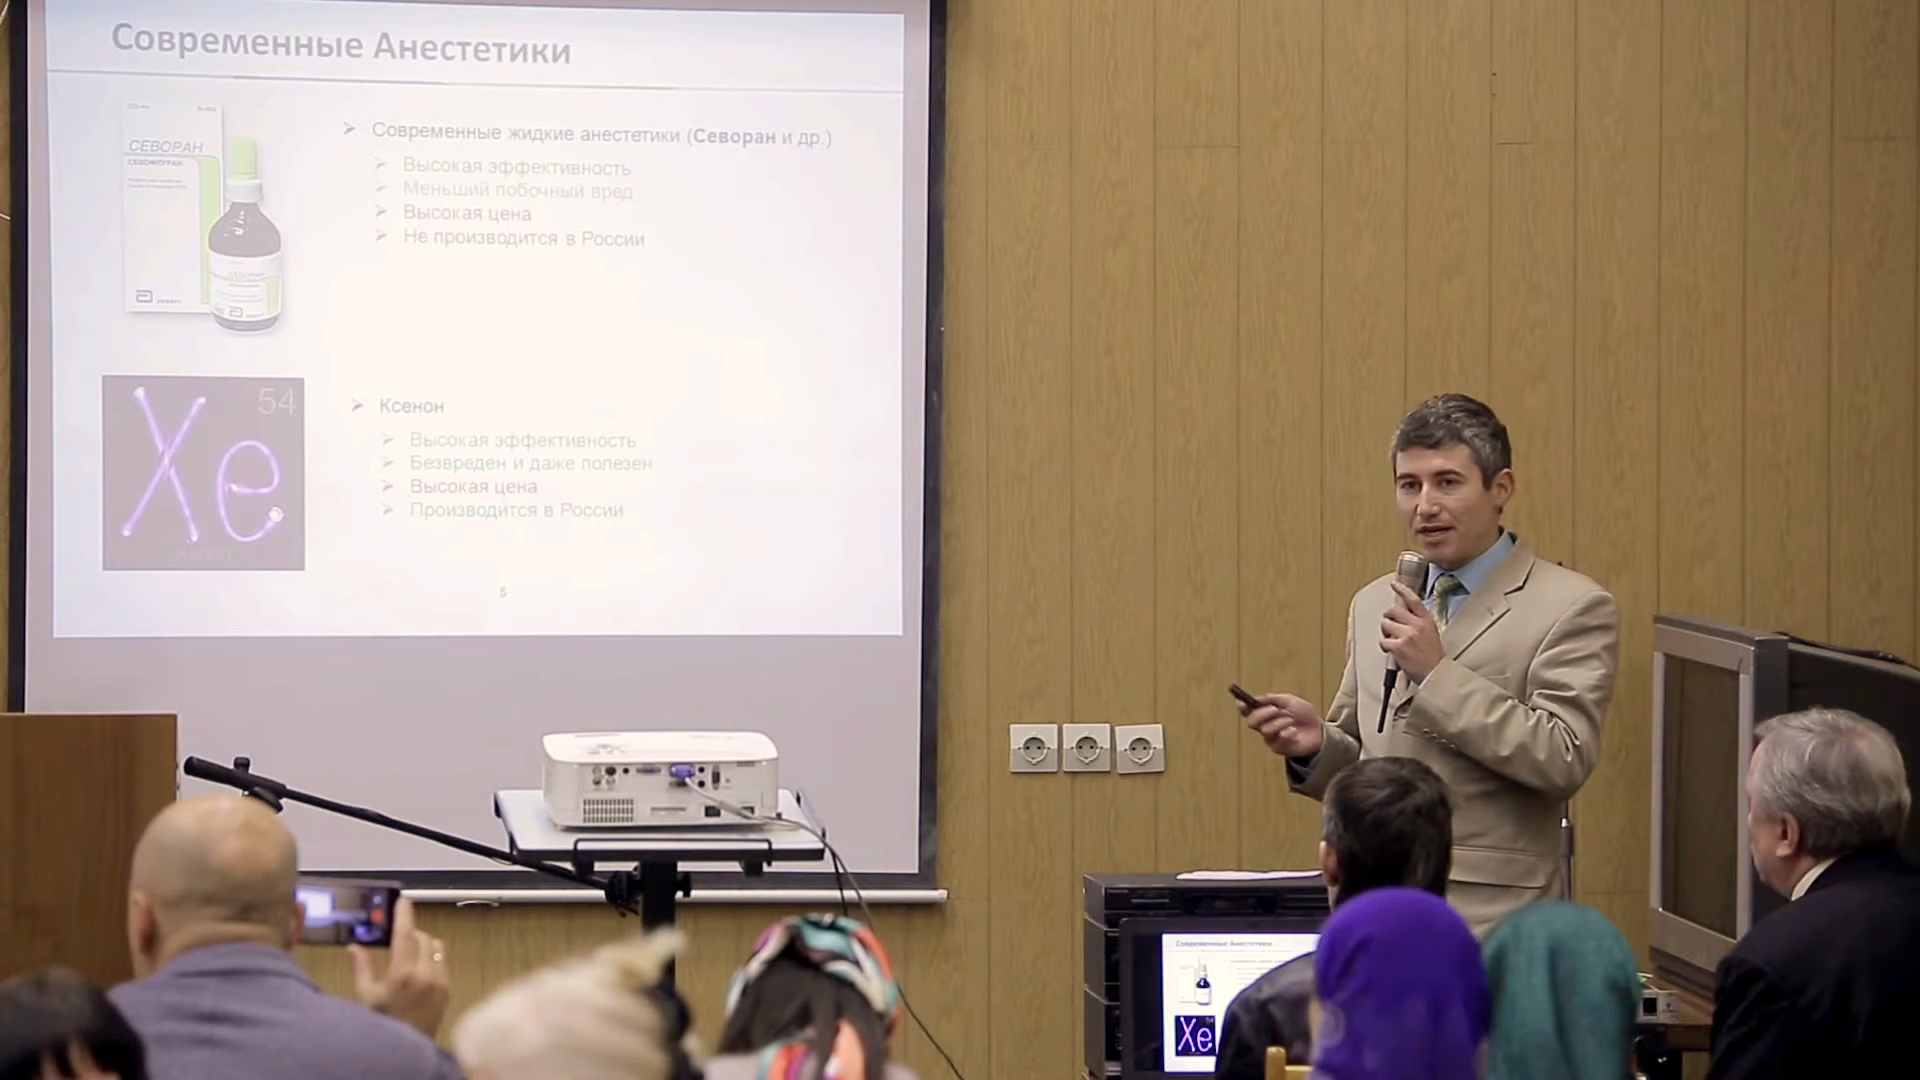 Современные Анестетики
СЕВОРАН
Современные жидкие анестетики (Севоран и др.)
Высокая эффективность
Меньший побочный вред
Высокая цена
Не производится в России
54
Xe
Ксенон
Высокая эффективность
Безвреден и даже полезен
Высокая цена
Производится в России
5
Современные Анестетики
54
Xe